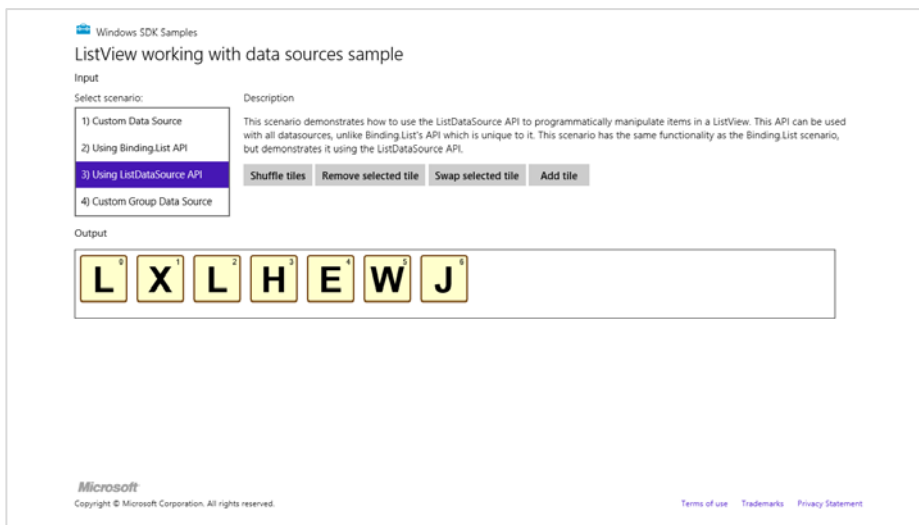 Windows SDK Samples
ListView working with data sources sample
Input
Select scenario:
1) Custom Data Source
2) Using Binding.List API
3) Using ListDataSource API
4) Custom Group Data Source
Description
This scenario demonstrates how to use the ListDataSource API to programmatically manipulate items in a ListView. This API can be used
with all datasources, unlike Binding.List's API which is unique to it. This scenario has the same functionality as the Binding.List scenario,
but demonstrates it using the ListDataSource API.
Shuffle tiles Remove selected tile Swap selected tile Add tile
Output
L 0 X 1 L 2 H 3 E 4 W 5 J 6
Microsoft
Copyright © Microsoft Corporation. All rights reserved.
Terms of use Trademarks Privacy Statement